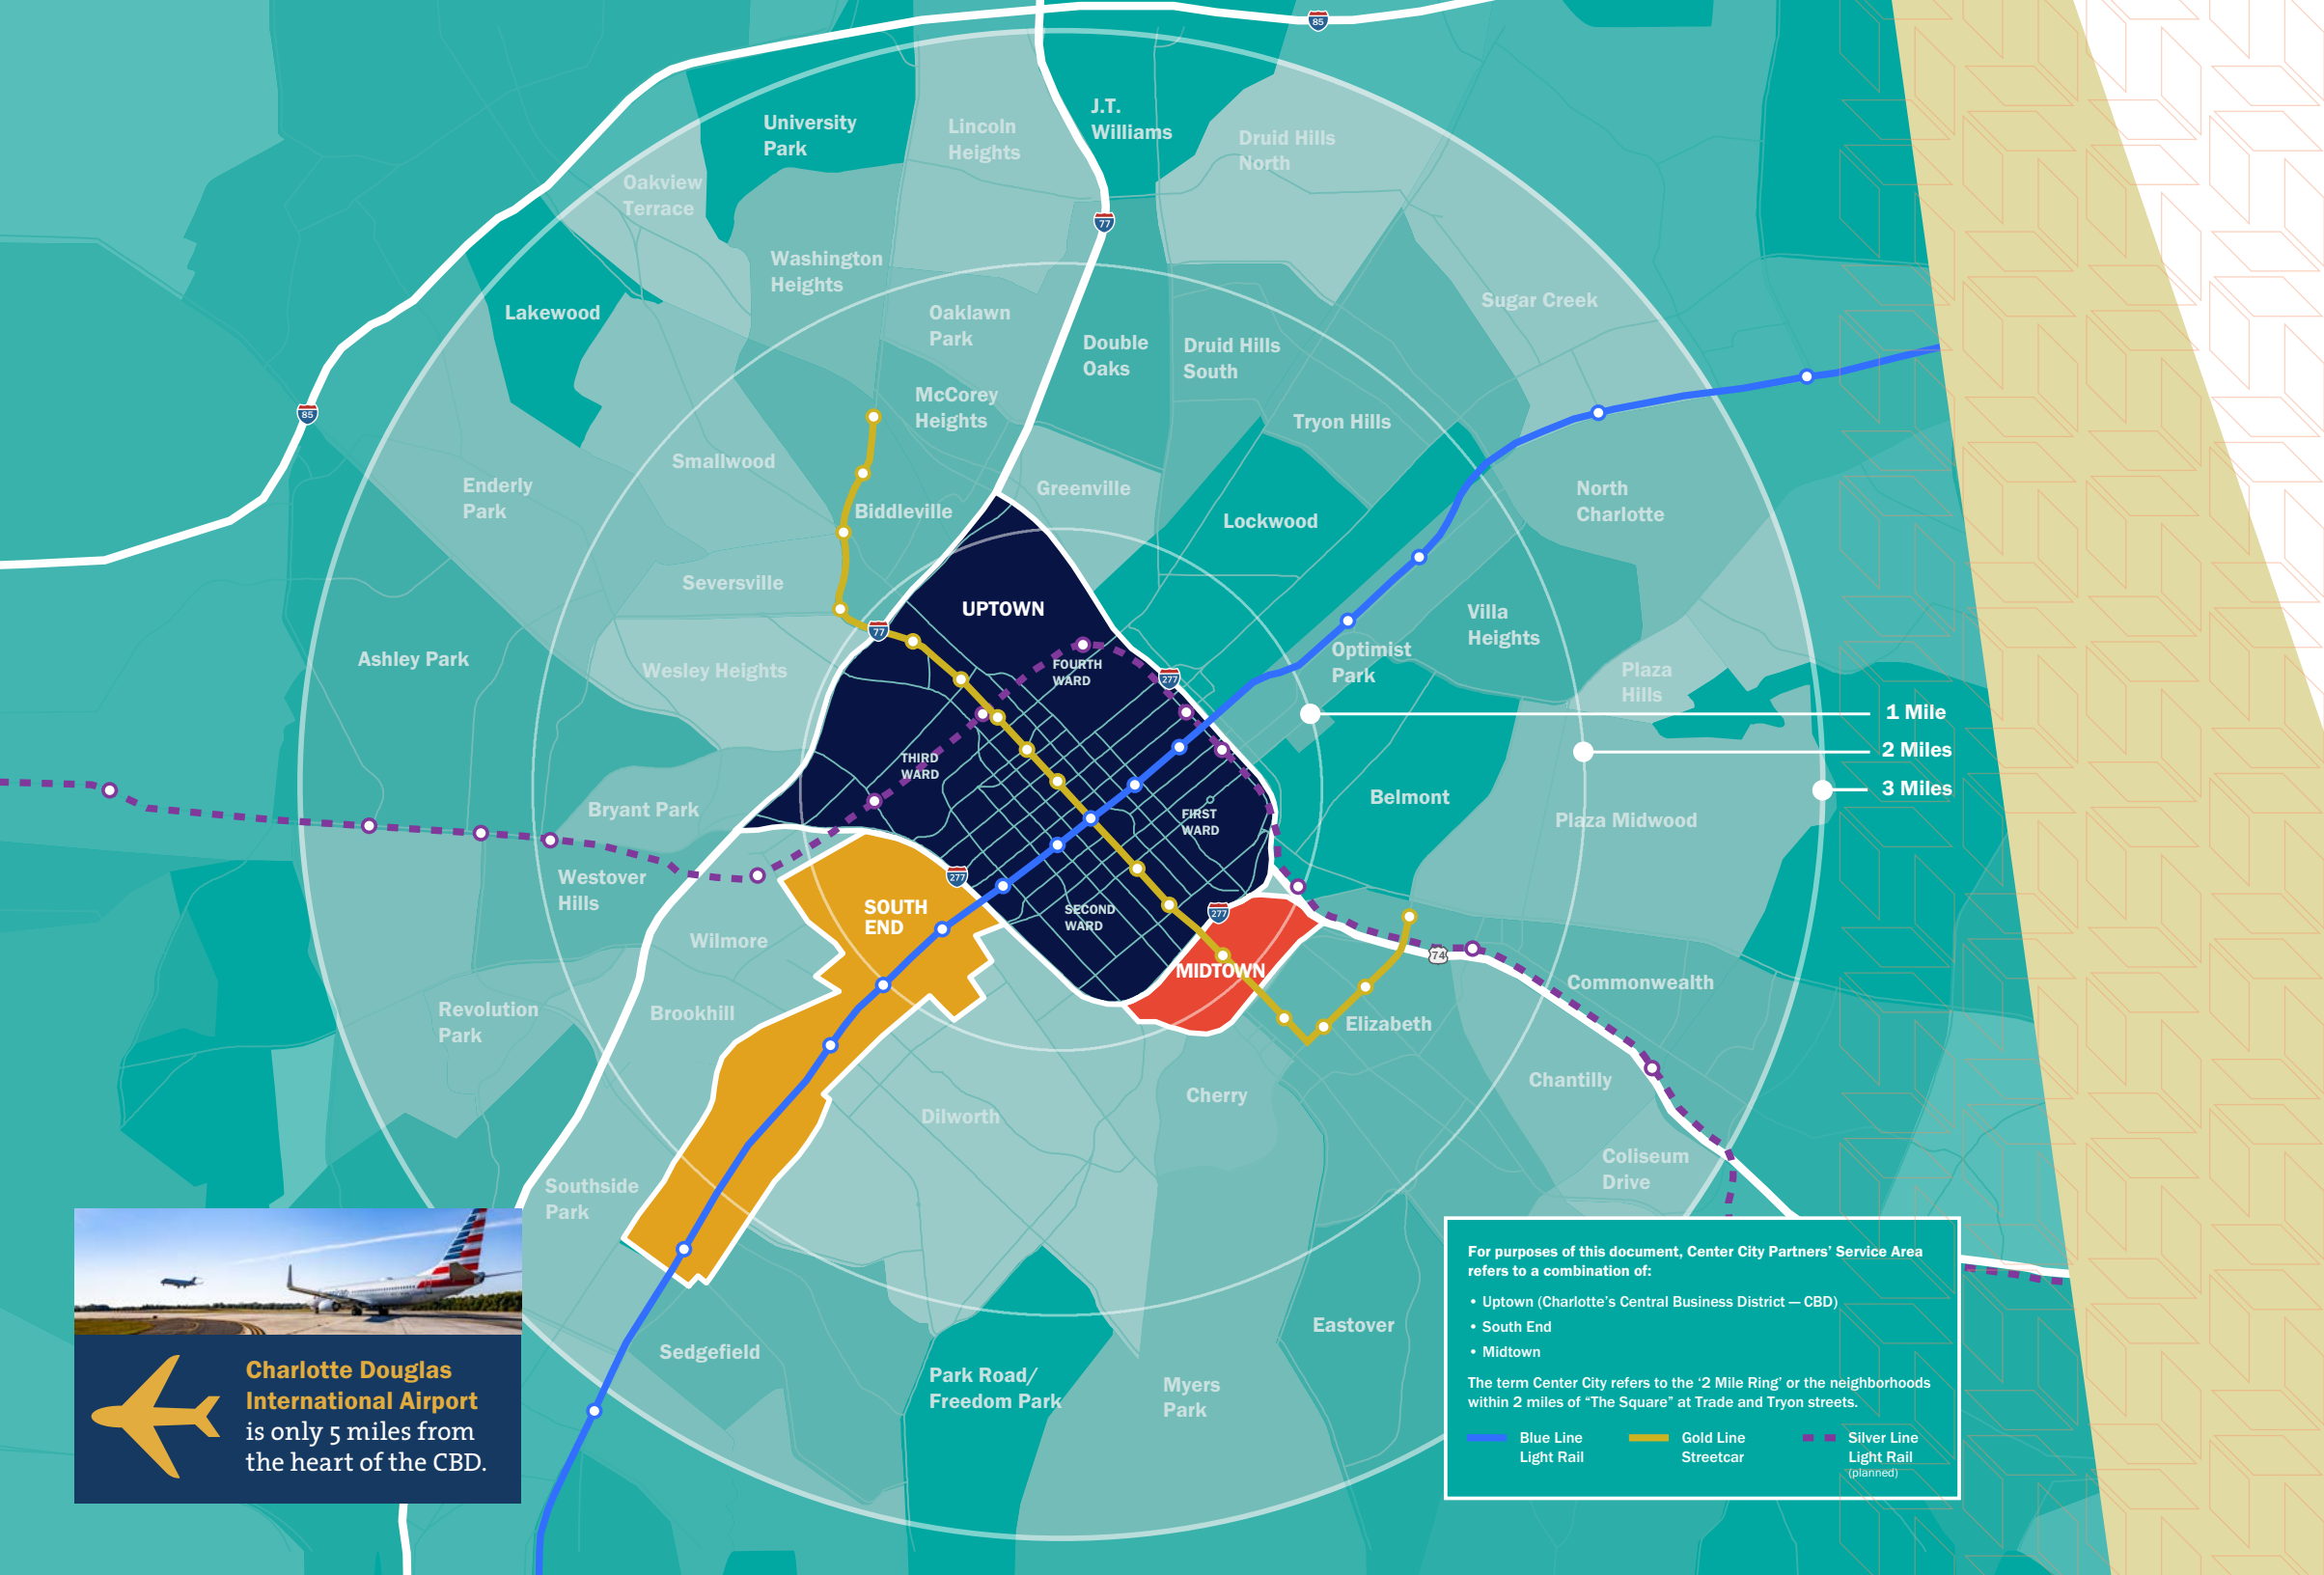 85
University
Park
Lincoln
Heights
J.T.
Williams
Druid Hills
North
Oakview
Terrace
77
Washington
Heights
Lakewood
Oaklawn
Park
Sugar Creek
Double
Oaks
Druid Hills
South
85
McCorey
Heights
Tryon Hills
Smallwood
Enderly
Park
Greenville
North
Charlotte
Biddleville
Lockwood
Seversville
UPTOWN
Villa
Heights
77
Ashley Park
Wesley Heights
FOURTH
WARD
277
Optimist
Park
Plaza
Hills
1 Mile
2 Miles
THIRD
WARD
3 Miles
Bryant Park
FIRST
WARD
Belmont
Plaza Midwood
Westover
Hills
277
SOUTH
END
SECOND
WARD
277
Wilmore
MIDTOWN
74
Commonwealth
Revolution
Park
Brookhill
Elizabeth
Chantilly
Cherry
Dilworth
Coliseum
Drive
Southside
Park
Sedgefield
Park Road/
Freedom Park
Myers
Park
Eastover
Charlotte Douglas
International Airport
is only 5 miles from
the heart of the CBD.
For purposes of this document, Center City Partners’ Service Area
refers to a combination of:
• Uptown (Charlotte’s Central Business District — CBD)
• South End
• Midtown
The term Center City refers to the ‘2 Mile Ring’ or the neighborhoods
within 2 miles of “The Square” at Trade and Tryon streets.
Blue Line
Light Rail
Gold Line
Streetcar
Silver Line
Light Rail
(planned)